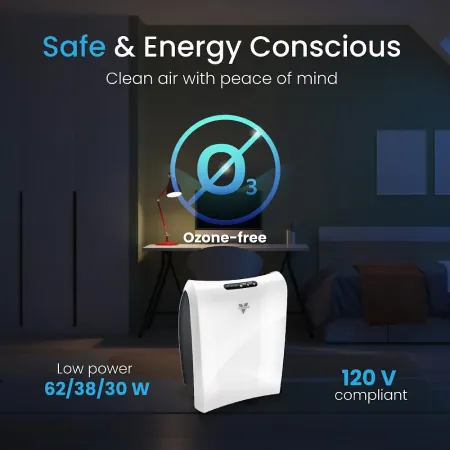 Safe & Energy Conscious
Clean air with peace of mind
O3
Ozone-free
Low power
62/38/30 W
120 V
compliant